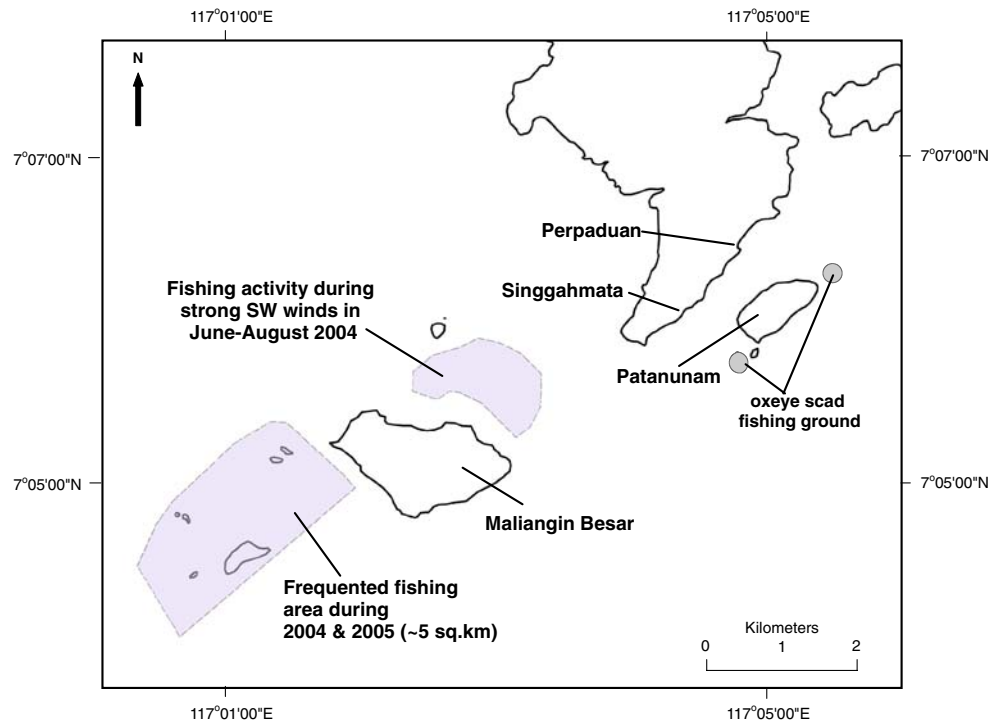 117°01'00"E
117°05'00"E
N
7°07'00"N
7°07'00"N
Perpaduan
Fishing activity during
strong SW winds in
June-August 2004
Singgahmata
Patanunam
oxeye scad
fishing ground
7°05'00"N
7°05'00"N
Maliangin Besar
Frequented fishing
area during
2004 & 2005 (~5 sq.km)
Kilometers
0 1 2
117°01'00"E
117°05'00"E